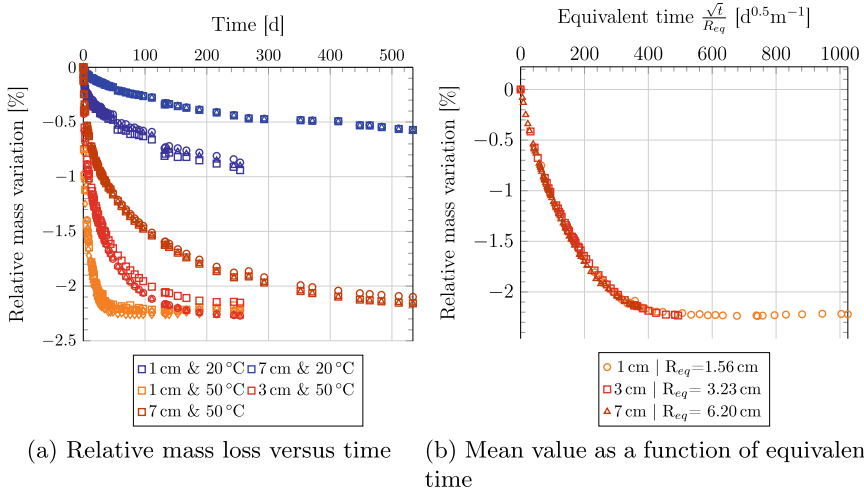 Time [d]
0 100 200 300 400 500
0
−0.5
−1
−1.5
−2
−2.5
Relative mass variation [%]
1 cm & 20 °C 7 cm & 20 °C
1 cm & 50 °C 3 cm & 50 °C
7 cm & 50 °C
(a) Relative mass loss versus time
Equivalent time √t/R_eq [d^0.5 m^−1]
0 200 400 600 800 1000
0
−0.5
−1
−1.5
−2
Relative mass variation [%]
1 cm | R_eq=1.56 cm
3 cm | R_eq= 3.23 cm
7 cm | R_eq= 6.20 cm
(b) Mean value as a function of equivalen
time